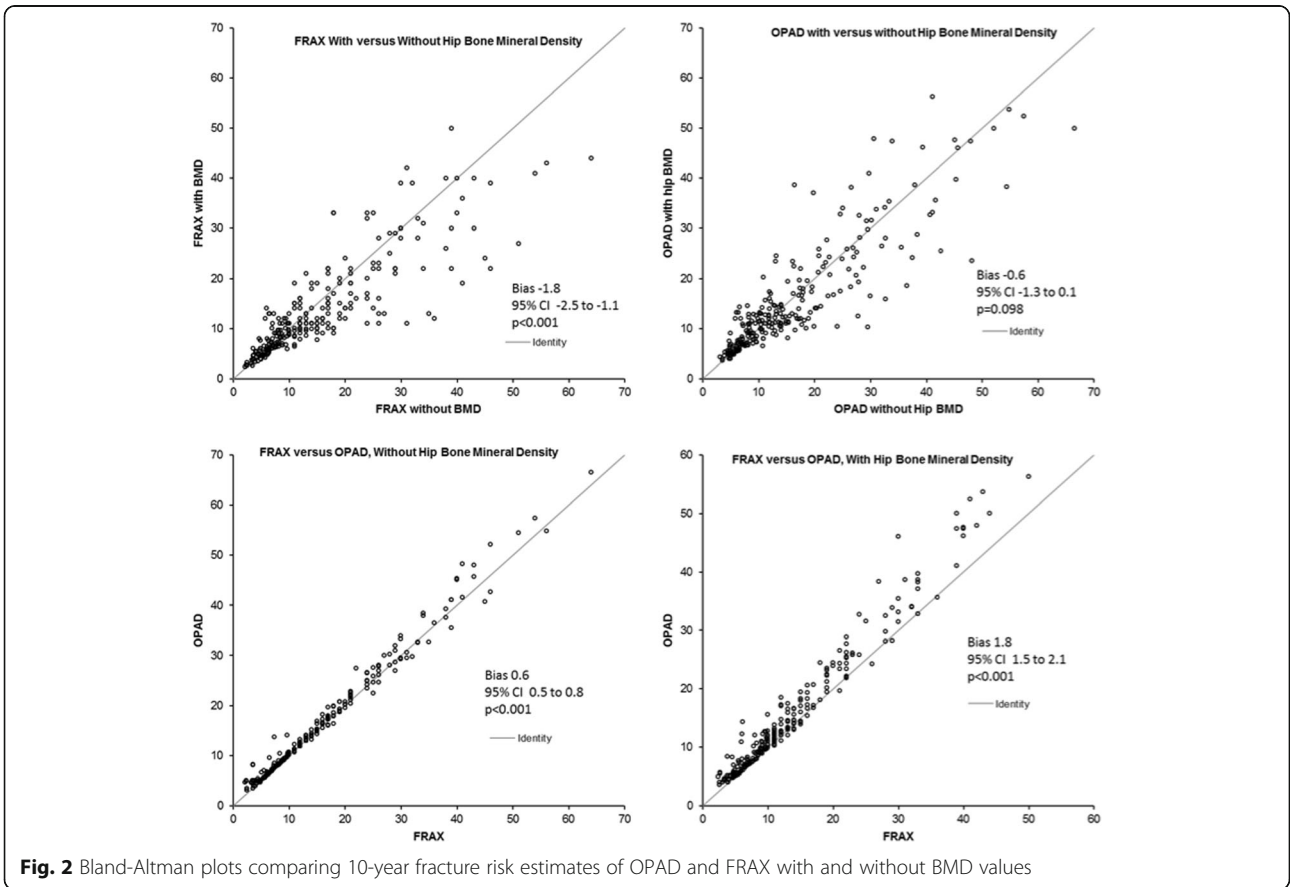 FRAX With versus Without Hip Bone Mineral Density
70
60
50
40
30
20
10
0
FRAX with BMD
Bias -1.8
95% CI -2.5 to -1.1
p<0.001
Identity
0 10 20 30 40 50 60 70
FRAX without BMD
OPAD with versus without Hip Bone Mineral Density
70
60
50
40
30
20
10
0
OPAD with hip BMD
Bias -0.6
95% CI -1.3 to 0.1
p=0.098
Identity
0 10 20 30 40 50 60 70
OPAD without Hip BMD
FRAX versus OPAD, Without Hip Bone Mineral Density
70
60
50
40
30
20
10
0
OPAD
Bias 0.6
95% CI 0.5 to 0.8
p<0.001
Identity
0 10 20 30 40 50 60 70
FRAX
FRAX versus OPAD, With Hip Bone Mineral Density
60
50
40
30
20
10
0
OPAD
Bias 1.8
95% CI 1.5 to 2.1
p<0.001
Identity
0 10 20 30 40 50 60
FRAX
Fig. 2 Bland-Altman plots comparing 10-year fracture risk estimates of OPAD and FRAX with and without BMD values